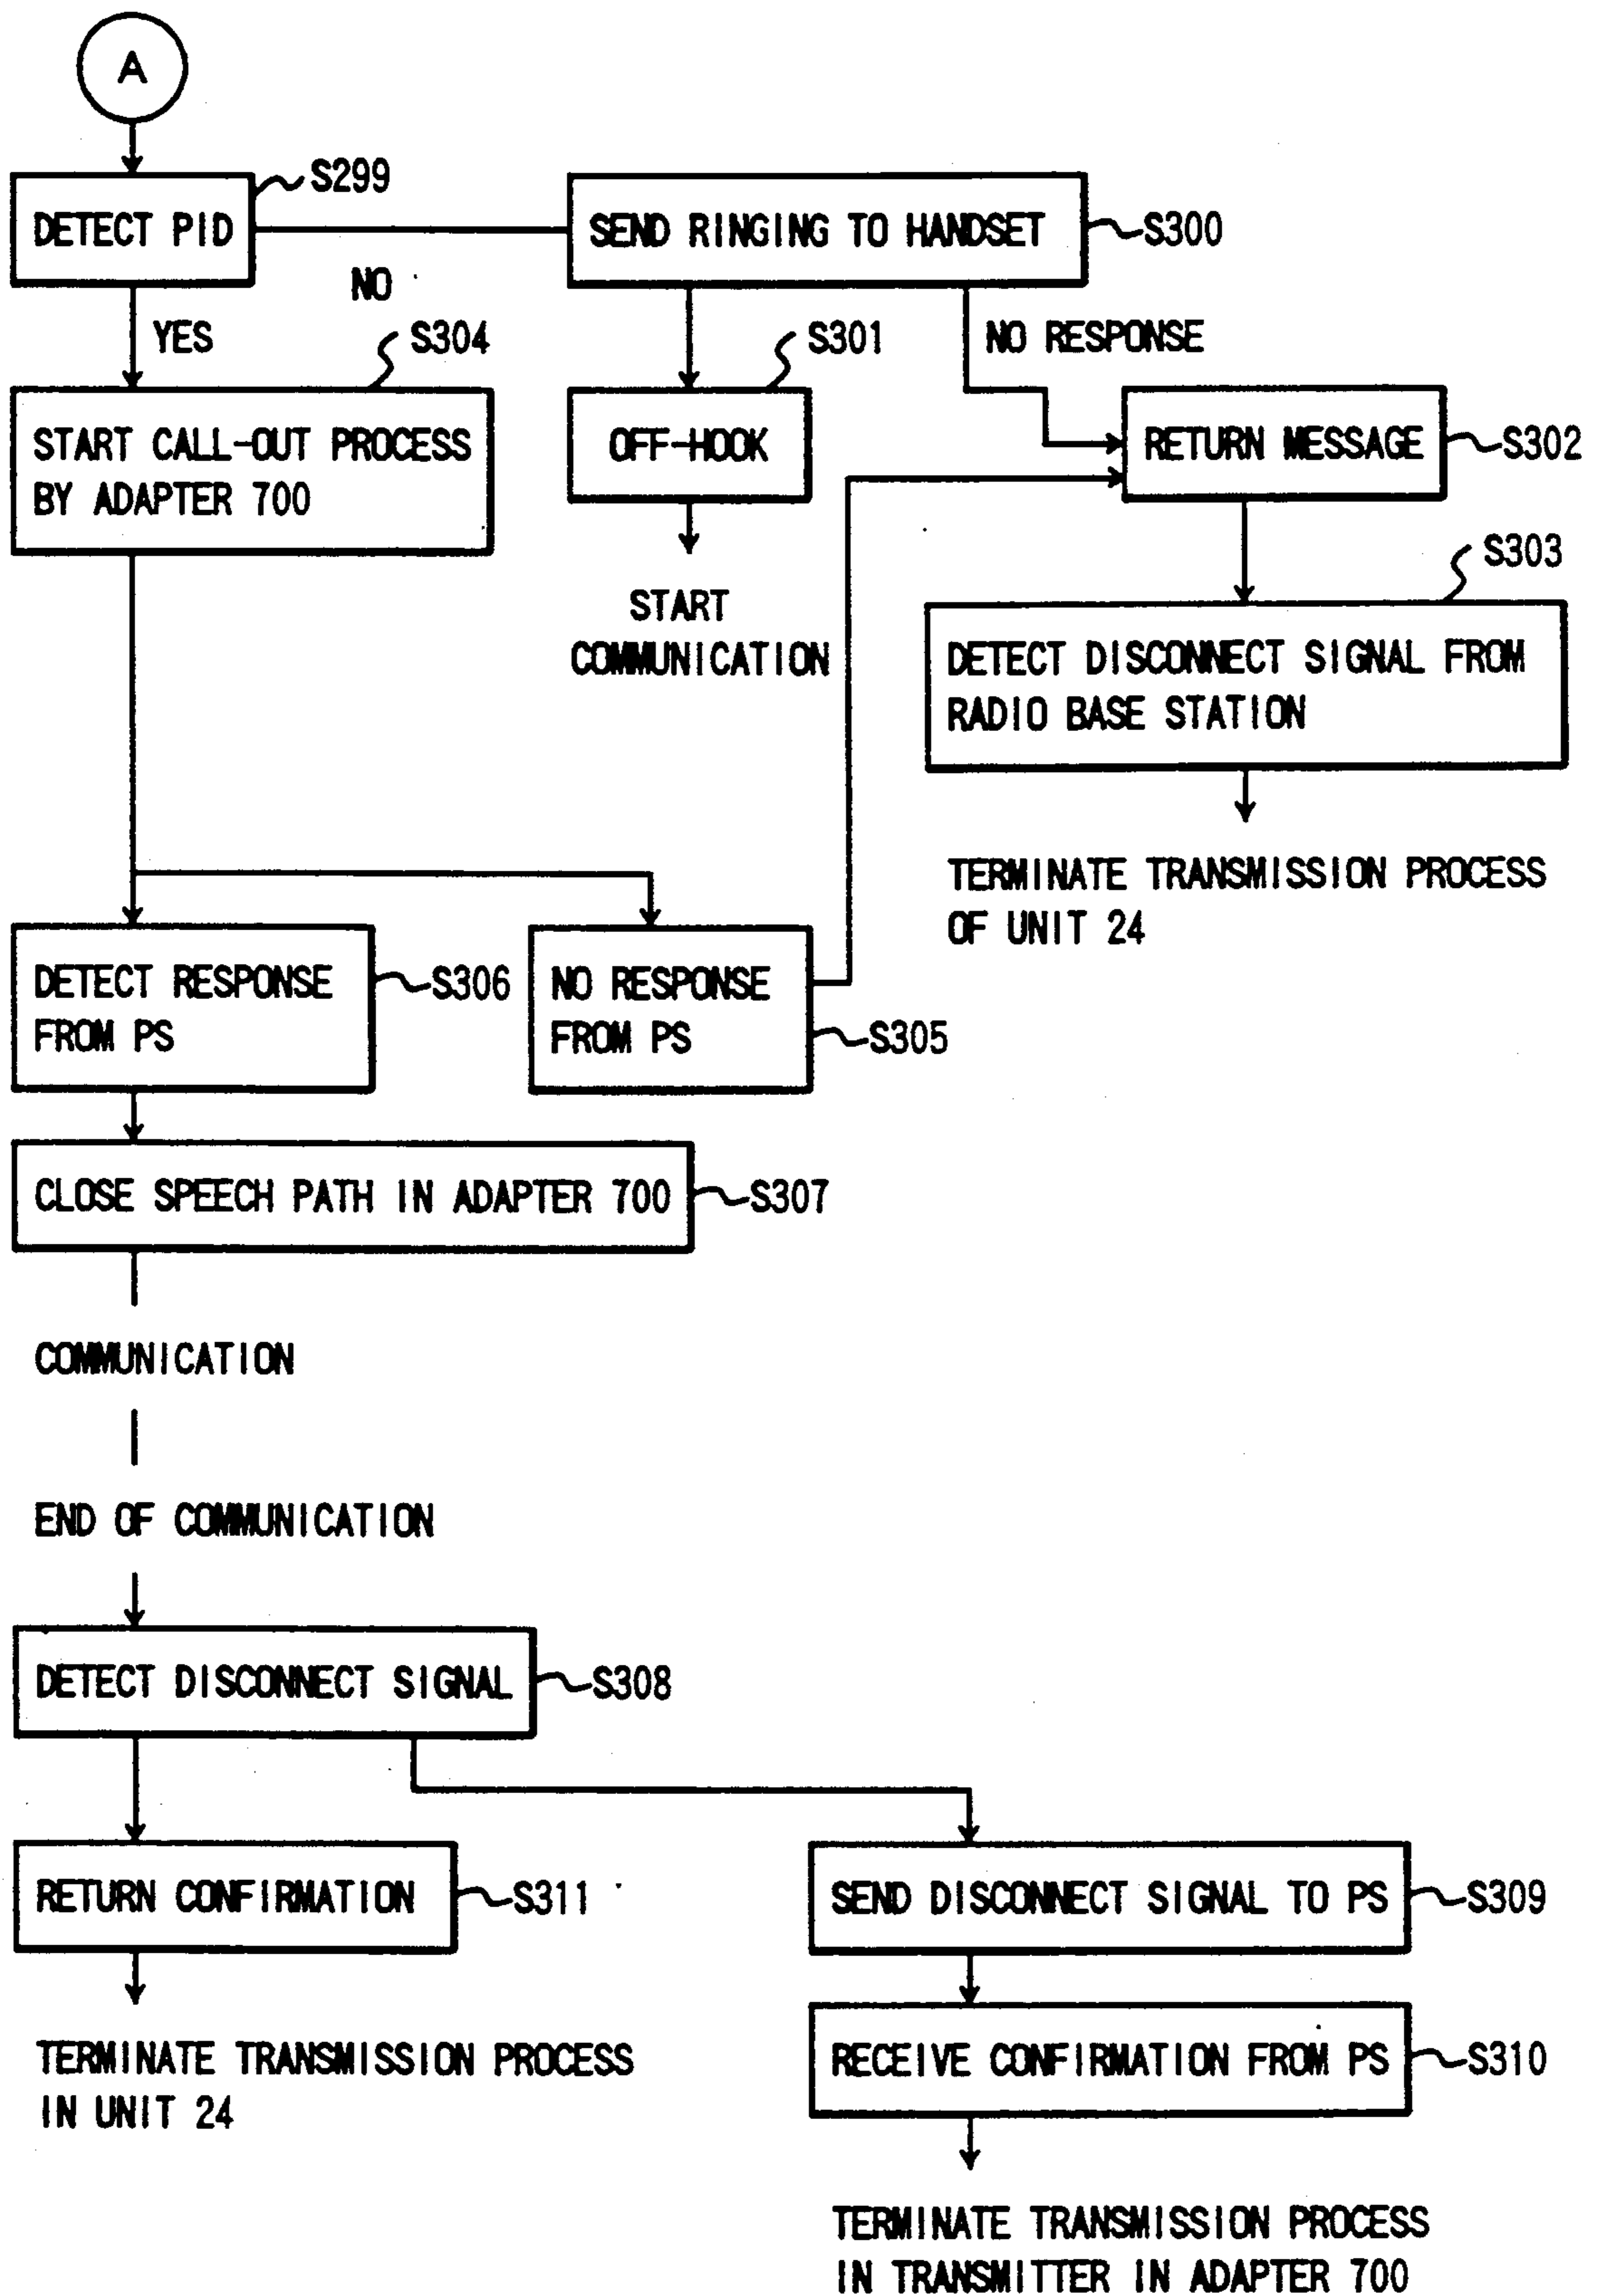 A
S299
DETECT PID
SEND RINGING TO HANDSET
S300
NO
YES
S304
S301
NO RESPONSE
START CALL-OUT PROCESS
BY ADAPTER 700
OFF-HOOK
RETURN MESSAGE
S302
START
COMMUNICATION
S303
DETECT DISCONNECT SIGNAL FROM
RADIO BASE STATION
TERMINATE TRANSMISSION PROCESS
OF UNIT 24
DETECT RESPONSE
FROM PS
S306
NO RESPONSE
FROM PS
S305
CLOSE SPEECH PATH IN ADAPTER 700
S307
COMMUNICATION
END OF COMMUNICATION
DETECT DISCONNECT SIGNAL
S308
RETURN CONFIRMATION
S311
SEND DISCONNECT SIGNAL TO PS
S309
TERMINATE TRANSMISSION PROCESS
IN UNIT 24
RECEIVE CONFIRMATION FROM PS
S310
TERMINATE TRANSMISSION PROCESS
IN TRANSMITTER IN ADAPTER 700